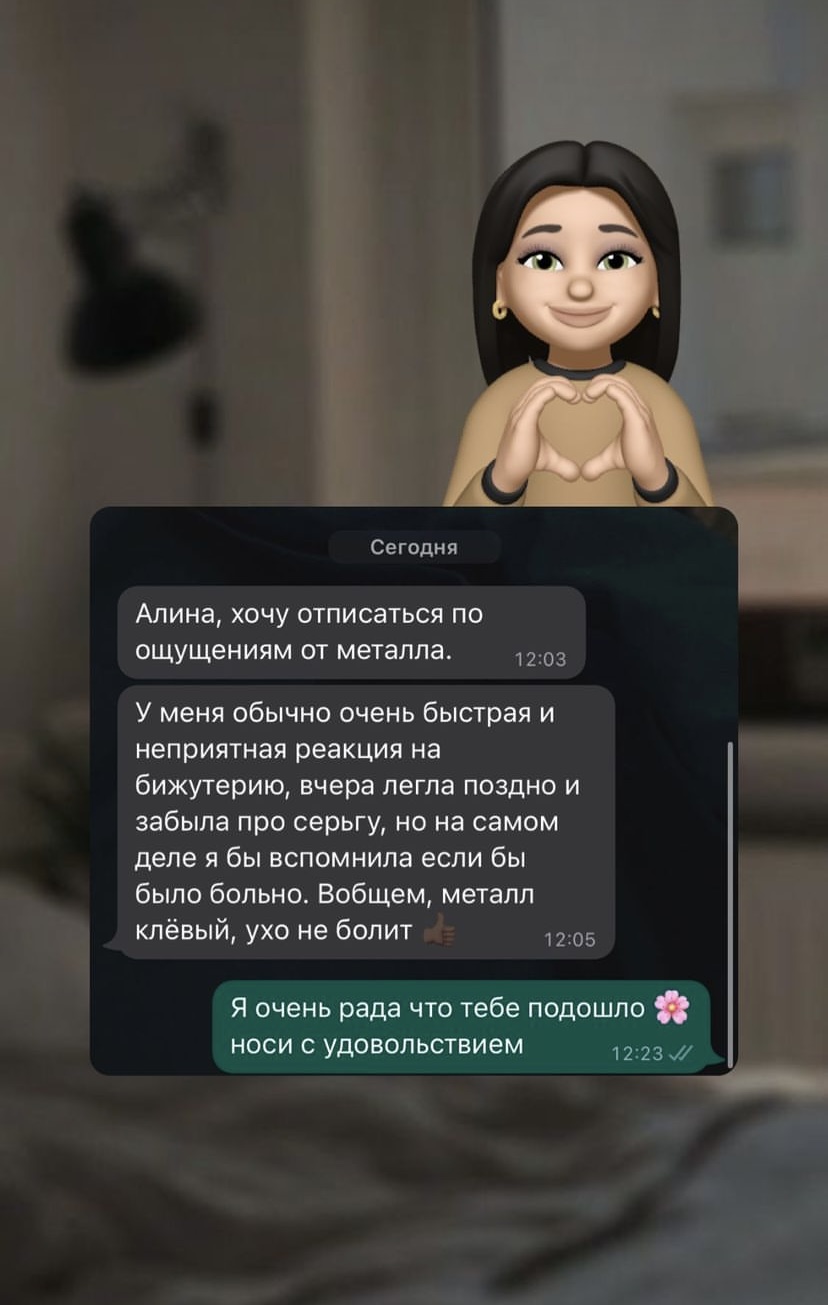 Сегодня
Алина, хочу отписаться по
ощущениям от металла.
12:03
У меня обычно очень быстрая и
неприятная реакция на
бижутерию, вчера легла поздно и
забыла про серьгу, но на самом
деле я бы вспомнила если бы
было больно. Вобщем, металл
клёвый, ухо не болит 👍🏿
12:05
Я очень рада что тебе подошло 🌸
носи с удовольствием
12:23